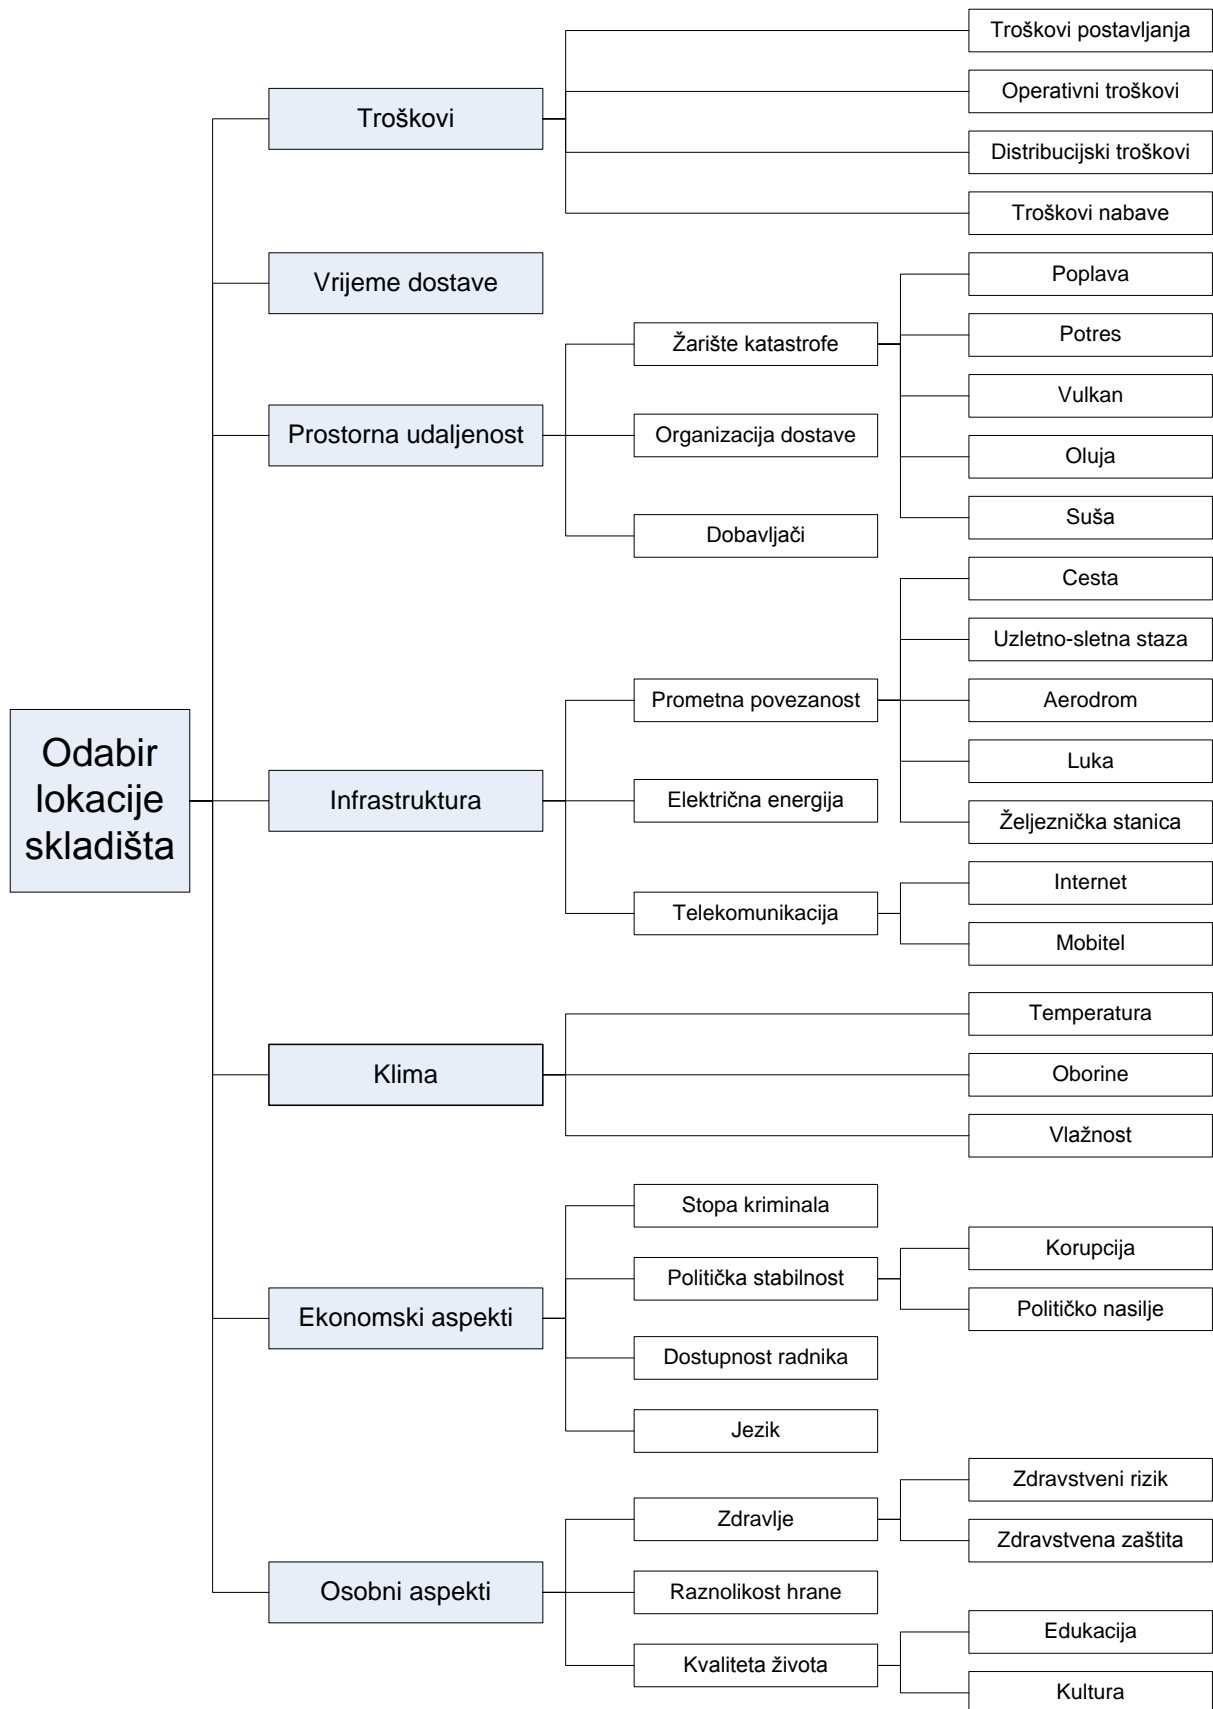 Odabir
lokacije
skladišta
Troškovi
Troškovi postavljanja
Operativni troškovi
Distribucijski troškovi
Troškovi nabave
Vrijeme dostave
Prostorna udaljenost
Žarište katastrofe
Poplava
Potres
Vulkan
Oluja
Suša
Organizacija dostave
Dobavljači
Infrastruktura
Prometna povezanost
Cesta
Uzletno-sletna staza
Aerodrom
Luka
Željeznička stanica
Električna energija
Telekomunikacija
Internet
Mobitel
Klima
Temperatura
Oborine
Vlažnost
Ekonomski aspekti
Stopa kriminala
Politička stabilnost
Korupcija
Političko nasilje
Dostupnost radnika
Jezik
Osobni aspekti
Zdravlje
Zdravstveni rizik
Zdravstvena zaštita
Raznolikost hrane
Kvaliteta života
Edukacija
Kultura